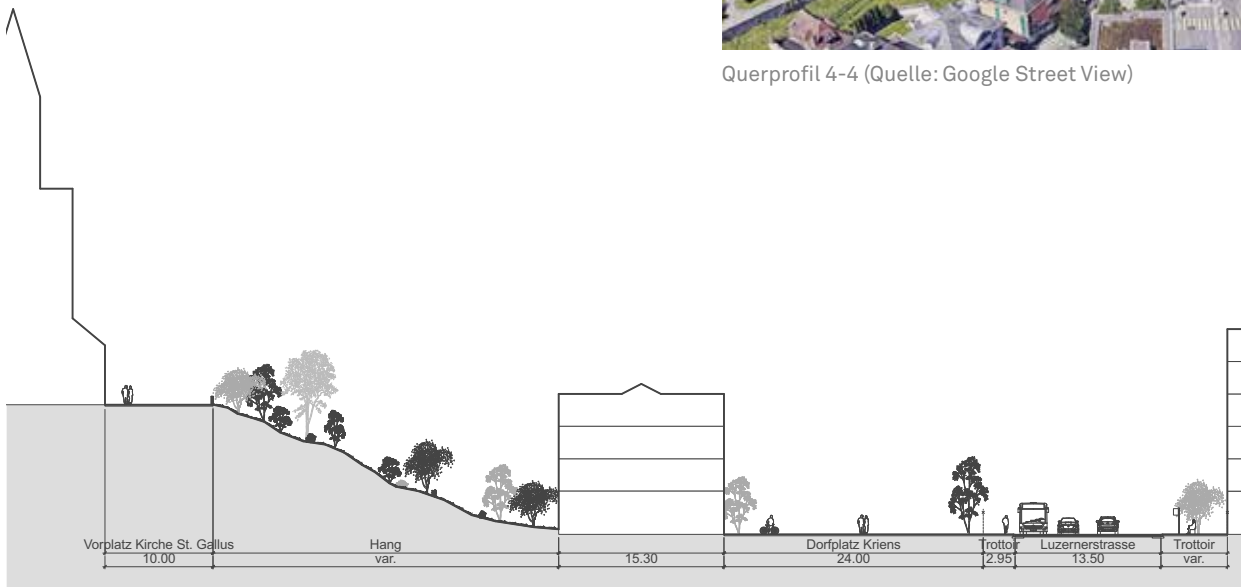 Querprofil 4-4 (Quelle: Google Street View)
Vorplatz Kirche St. Gallus Hang Dorfplatz Kriens Trottoir Luzernerstrasse Trottoir
10.00 var. 15.30 24.00 2.95 13.50 var.